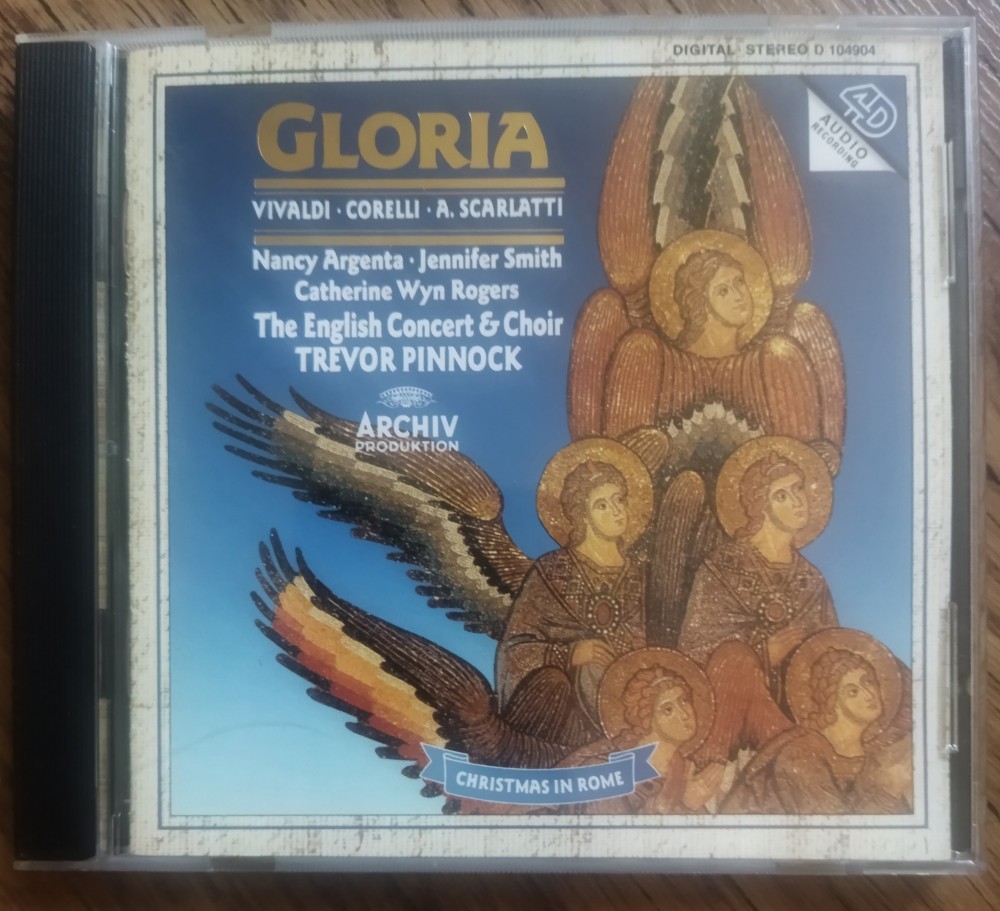 DIGITAL STEREO D 104904
4D
AUDIO
RECORDING
GLORIA
VIVALDI · CORELLI · A. SCARLATTI
Nancy Argenta · Jennifer Smith
Catherine Wyn Rogers
The English Concert & Choir
TREVOR PINNOCK
ARCHIV
PRODUKTION
CHRISTMAS IN ROME